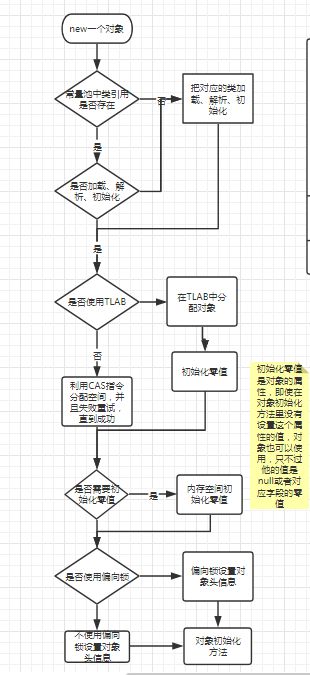 new一个对象
常量池中类引用
是否存在
否
把对应的类加
载、解析、初
始化
是
是否加载、解
析、初始化
是
是否使用TLAB
在TLAB中分
配对象
否
初始化零值
利用CAS指令
分配空间，并
且失败重试，
直到成功
初始化零值
是对象的属
性，即使在
对象初始化
方法里没有
设置这个属
性的值，对
象也可以使
用，只不过
他的值是
null或者对
应字段的零
值
是否需要初
始化零值
是
内存空间初
始化零值
是否使用偏向锁
偏向锁设置对
象头信息
不使用偏向
锁设置对象
头信息
对象初始化
方法